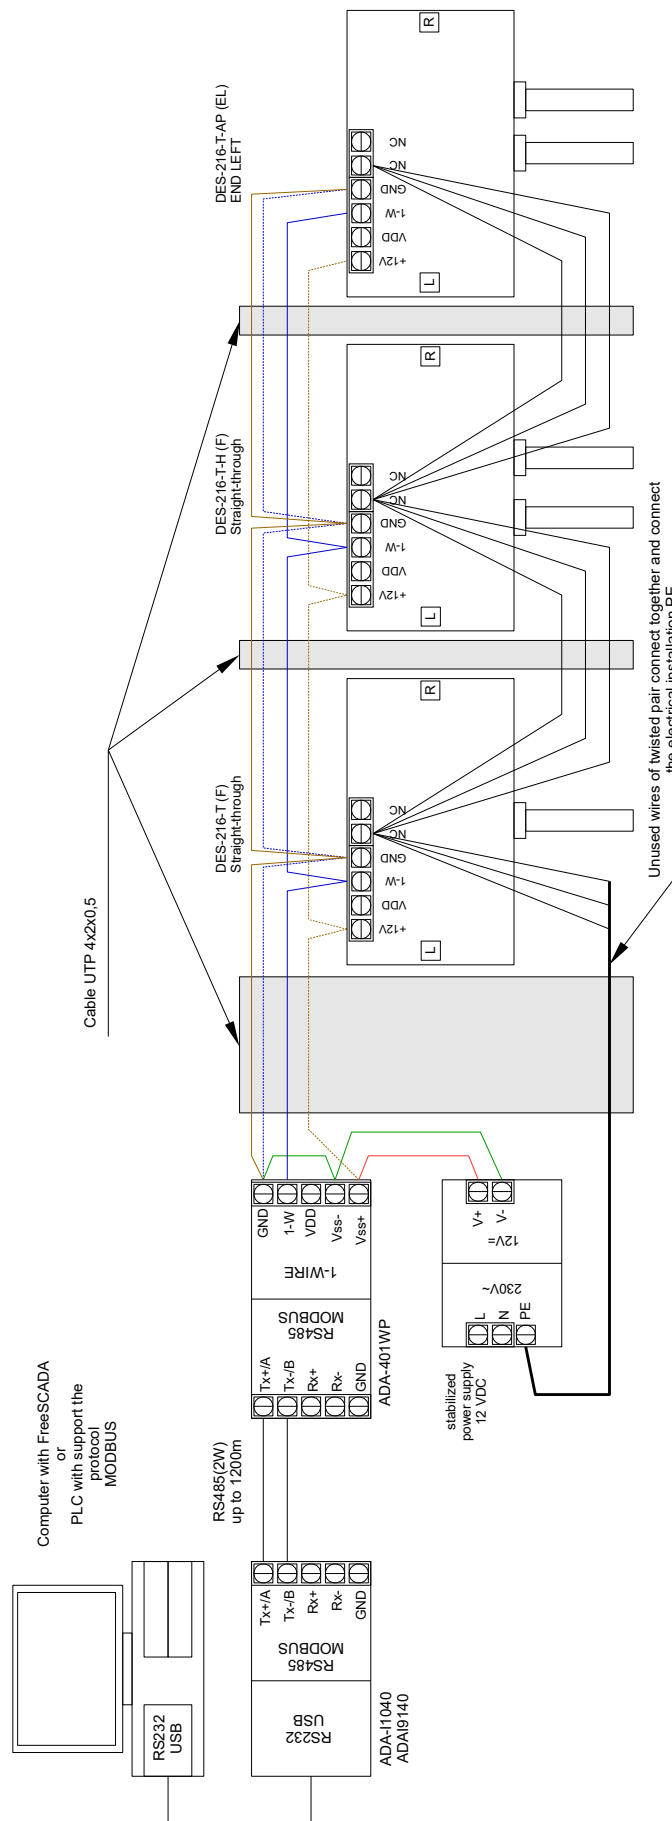 Computer with FreeSCADA
or
PLC with support the
protocol
MODBUS
RS232
USB
RS232
USB
RS485
MODBUS
Tx+/A
Tx-/B
Rx+
Rx-
GND
ADA-I1040
ADAI9140
RS485(2W)
up to 1200m
Tx+/A
Tx-/B
Rx+
Rx-
GND
RS485
MODBUS
1-WIRE
GND
1-W
VDD
Vss-
Vss+
ADA-401WP
stabilized
power supply
12 VDC
L
N
PE
230V~
12V=
V+
V-
Cable UTP 4x2x0,5
DES-216-T (F)
Straight-through
L
+12V
VDD
1-W
GND
NC
NC
R
DES-216-T-H (F)
Straight-through
L
+12V
VDD
1-W
GND
NC
NC
R
DES-216-T-AP (EL)
END LEFT
L
+12V
VDD
1-W
GND
NC
NC
R
Unused wires of twisted pair connect together and connect
the electrical installation PE